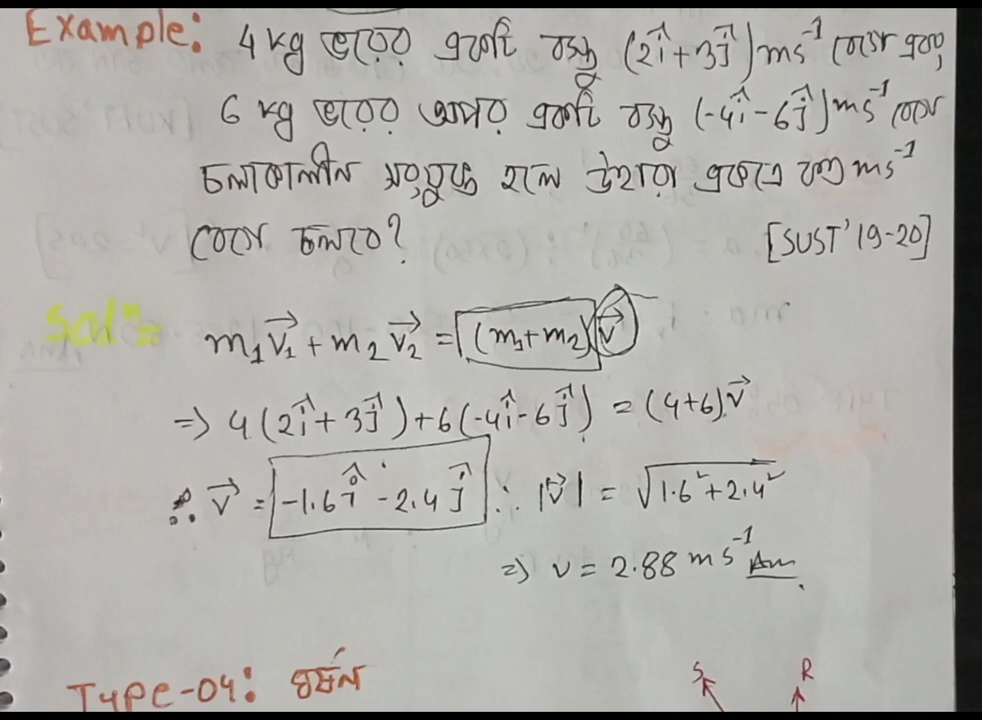 Example: 4 kg ভরের একটি বস্তু (2î+3ĵ)ms⁻¹ বেগে এবং
6 kg ভরের অপর একটি বস্তু (-4î-6ĵ)ms⁻¹ বেগে
চলাকালীন সংযুক্ত হলে উহারা একত্রে কত ms⁻¹
বেগে চলবে? [SUST'19-20]
Solⁿ= m₁v⃗₁+m₂v⃗₂=(m₁+m₂)v⃗
=> 4(2î+3ĵ)+6(-4î-6ĵ) = (4+6)v⃗
∴ v⃗ = -1.6î-2.4ĵ ∴ |v⃗| = √1.6²+2.4²
=> v = 2.88 ms⁻¹ Ans.
Type-04: ঘর্ষন
S R